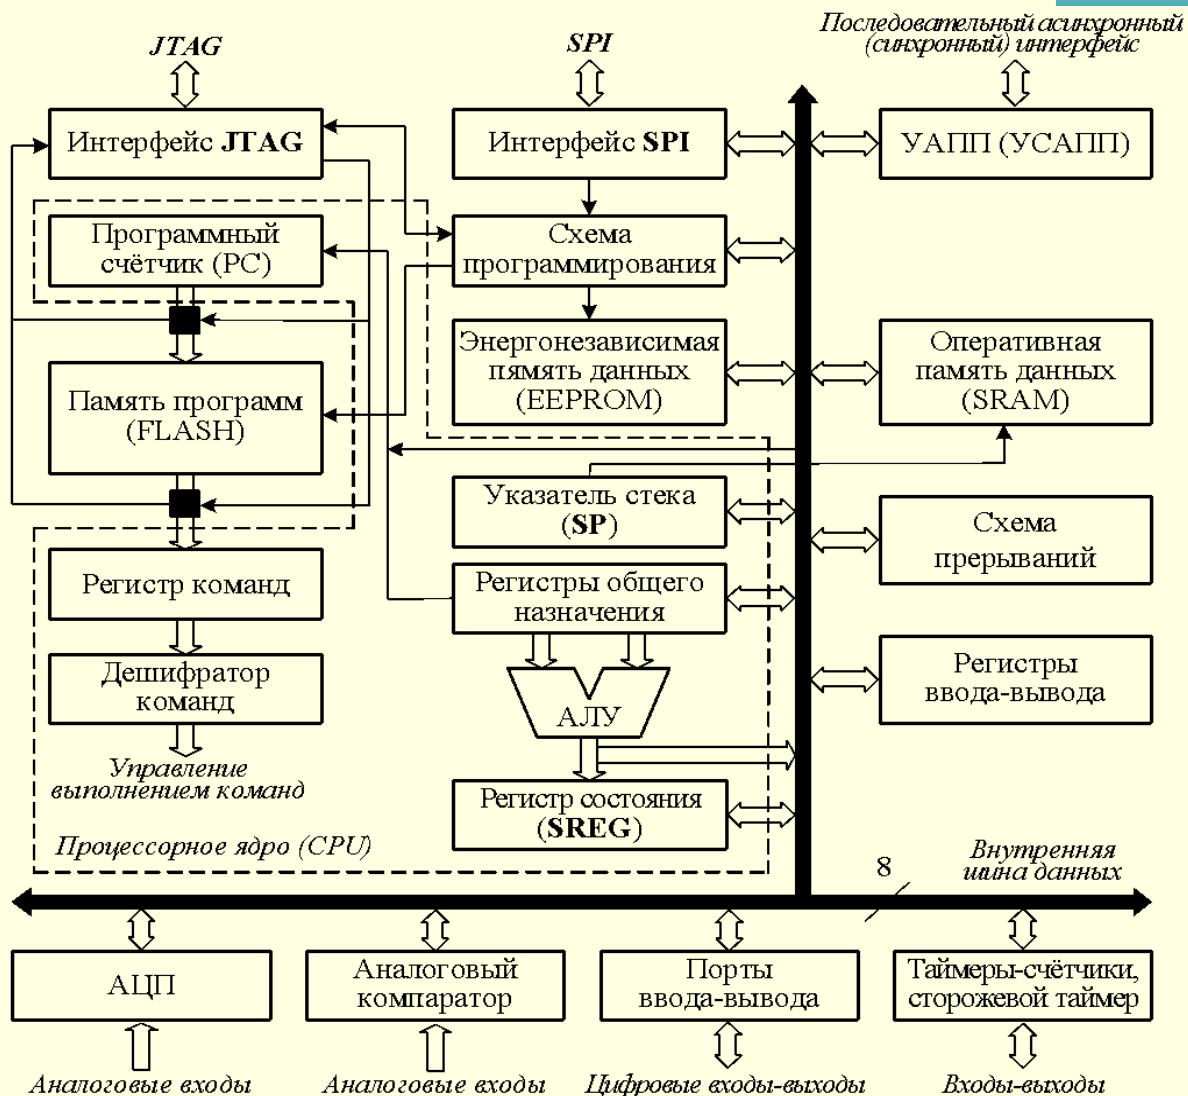 JTAG
SPI
Последовательный асинхронный
(синхронный) интерфейс
Интерфейс JTAG
Интерфейс SPI
УАПП (УСАПП)
Программный
счётчик (PC)
Схема
программирования
Память программ
(FLASH)
Энергонезависимая
пямять данных
(EEPROM)
Оперативная
память данных
(SRAM)
Указатель стека
(SP)
Схема
прерываний
Регистр команд
Регистры общего
назначения
Дешифратор
команд
АЛУ
Регистры
ввода-вывода
Управление
выполнением команд
Регистр состояния
(SREG)
Процессорное ядро (CPU)
8
Внутренняя
шина данных
АЦП
Аналоговый
компаратор
Порты
ввода-вывода
Таймеры-счётчики,
сторожевой таймер
Аналоговые входы
Аналоговые входы
Цифровые входы-выходы
Входы-выходы